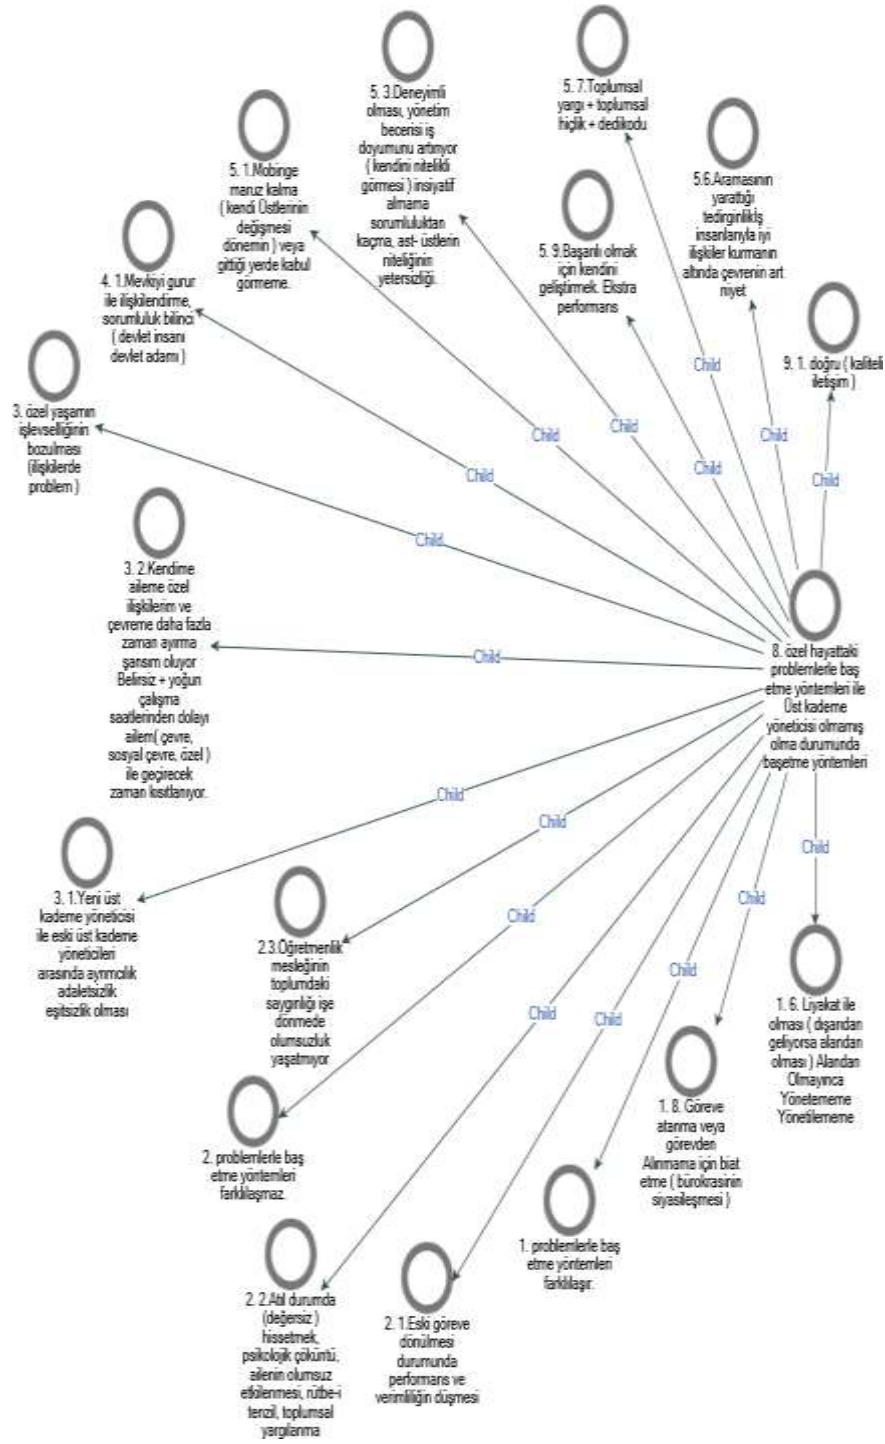 5. 3.Deneyimli
olması, yönetim
becerisi iş
doyumunu artırıyor
( kendini nitelikli
görmesi ) insiyatif
almama
sorumluluktan
kaçma, ast- üstlerin
niteliğinin
yetersizliği.
5. 7.Toplumsal
yargı + toplumsal
hiçlik + dedikodu
5. 1.Mobinge
maruz kalma
( kendi Üstlerinin
değişmesi
dönemin ) veya
gittiği yerde kabul
görmeme.
5.6.Aramasının
yarattığı
tedirginlikİş
insanlarıyla iyi
ilişkiler kurmanın
altında çevrenin art
niyet
5. 9.Başarılı olmak
için kendini
geliştirmek. Ekstra
performans
4. 1.Mevkiyi gurur
ile ilişkilendirme,
sorumluluk bilinci
( devlet insanı
devlet adamı )
9. 1. doğru ( kaliteli
iletişim )
3. özel yaşamın
işlevselliğinin
bozulması
(ilişkilerde
problem )
Child
Child
Child
Child
Child
Child
Child
Child
3. 2.Kendime
aileme özel
ilişkilerim ve
çevreme daha fazla
zaman ayırma
şansım oluyor
Belirsiz + yoğun
çalışma
saatlerinden dolayı
ailem( çevre,
sosyal çevre, özel )
ile geçirecek
zaman kısıtlanıyor.
Child
8. özel hayattaki
problemlerle baş
etme yöntemleri ile
Üst kademe
yöneticisi olmamış
olma durumunda
başetme yöntemleri
Child
Child
Child
Child
Child
Child
Child
Child
3. 1.Yeni üst
kademe yöneticisi
ile eski üst kademe
yöneticileri
arasında ayrımcılık
adaletsizlik
eşitsizlik olması
2.3.Öğretmenlik
mesleğinin
toplumdaki
saygınlığı işe
dönmede
olumsuzluk
yaşatmıyor
1. 6. Liyakat ile
olması ( dışarıdan
geliyorsa alandan
olması ) Alandan
Olmayınca
Yönetememe
Yönetilememe
1. 8. Göreve
atanma veya
görevden
Alınmama için biat
etme ( bürokrasinin
siyasileşmesi )
2. problemlerle baş
etme yöntemleri
farklılaşmaz.
1. problemlerle baş
etme yöntemleri
farklılaşır.
2. 2.Atıl durumda
(değersiz )
hissetmek,
psikolojik çöküntü,
ailenin olumsuz
etkilenmesi, rütbe-i
tenzil, toplumsal
yargılanma
2. 1.Eski göreve
dönülmesi
durumunda
performans ve
verimliliğin düşmesi